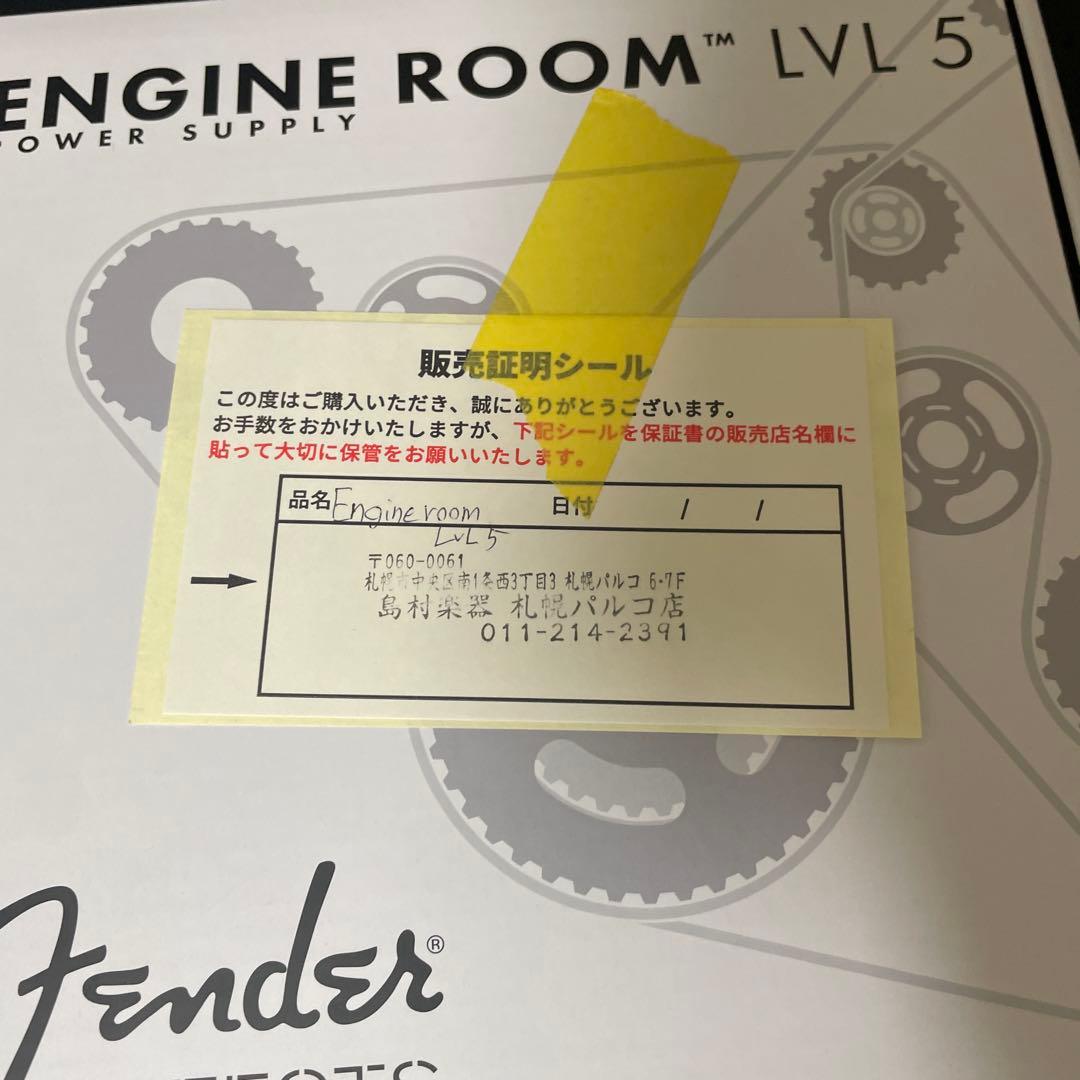 ENGINE ROOM™ LVL 5
POWER SUPPLY
販売証明シール
この度はご購入いただき、誠にありがとうございます。
お手数をおかけいたしますが、下記シールを保証書の販売店名欄に
貼って大切に保管をお願いいたします。
品名 Engine room 日付 / /
LVL 5
〒060-0061
札幌市中央区南1条西3丁目3 札幌パルコ 6・7F
島村楽器 札幌パルコ店
011-214-2391
Fender®